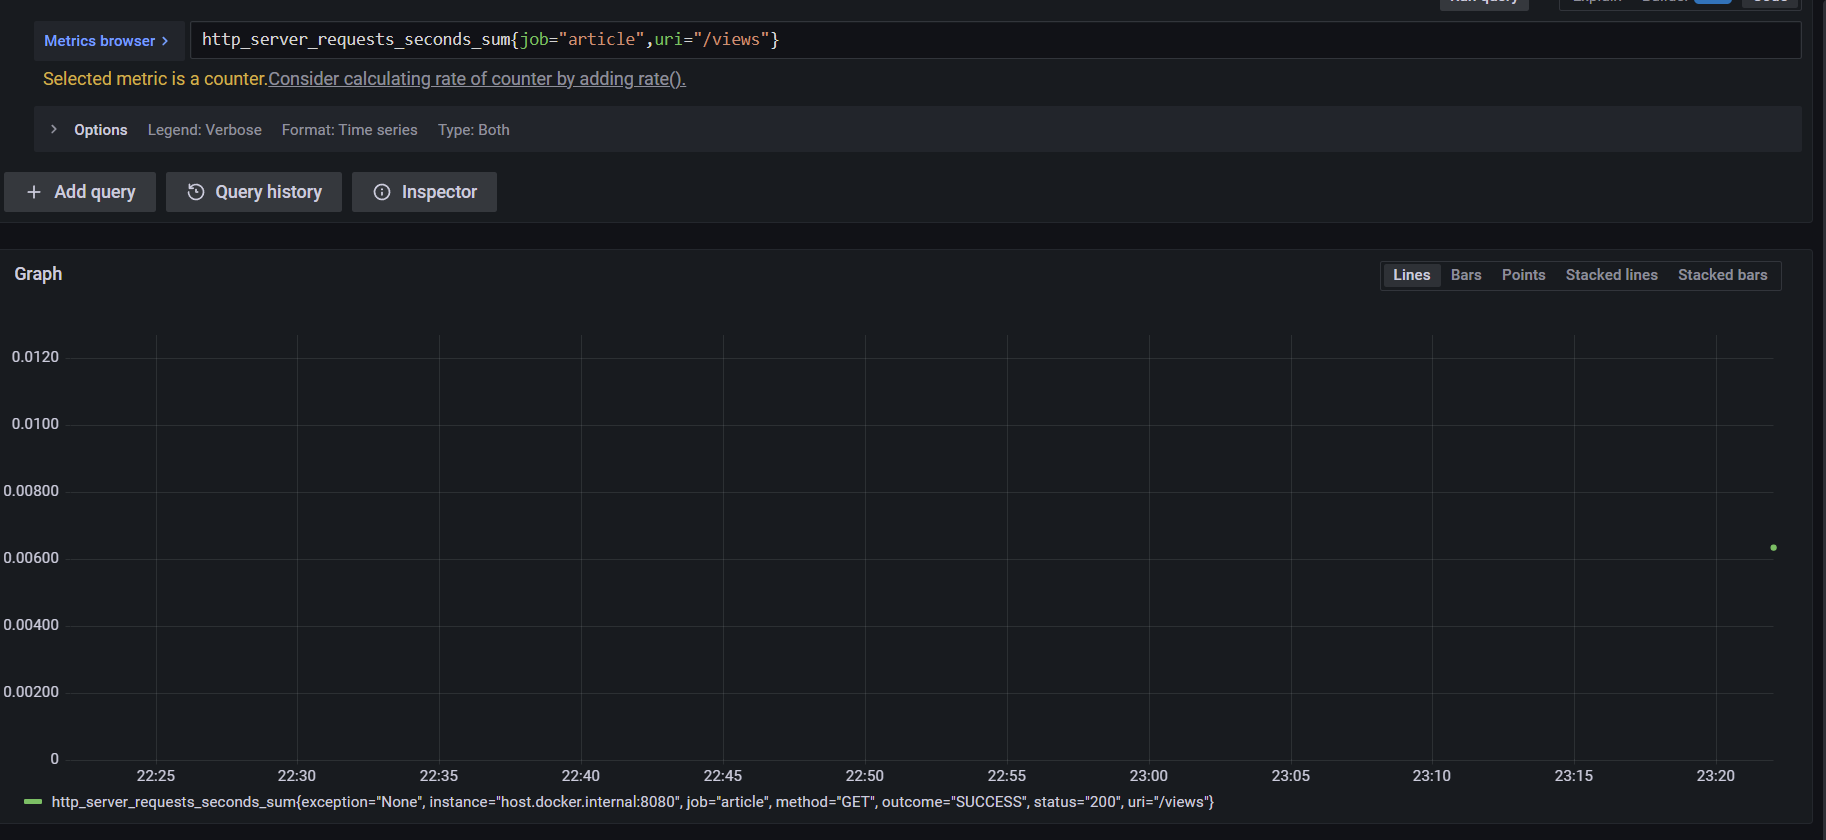 Run query Explain Builder Code
Metrics browser > http_server_requests_seconds_sum{job="article",uri="/views"}
Selected metric is a counter.Consider calculating rate of counter by adding rate().
Options Legend: Verbose Format: Time series Type: Both
+ Add query Query history Inspector
Graph Lines Bars Points Stacked lines Stacked bars
0.0120
0.0100
0.00800
0.00600
0.00400
0.00200
0
22:25 22:30 22:35 22:40 22:45 22:50 22:55 23:00 23:05 23:10 23:15 23:20
http_server_requests_seconds_sum{exception="None", instance="host.docker.internal:8080", job="article", method="GET", outcome="SUCCESS", status="200", uri="/views"}